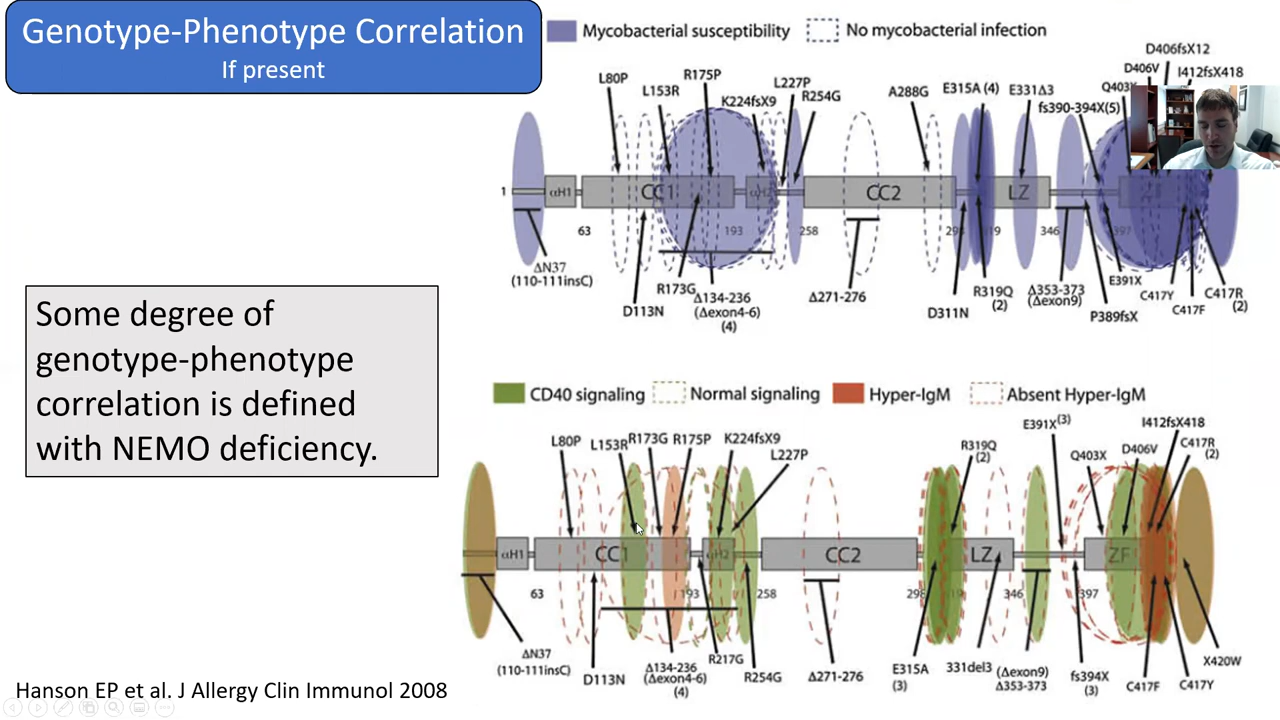 Genotype-Phenotype Correlation
If present
Mycobacterial susceptibility
No mycobacterial infection
D406fsX12
D406V
I412fsX418
L80P
L153R
R175P
K224fsX9
L227P
R254G
A288G
E315A (4)
E331Δ3
fs390-394X(5)
1
αH1
CC1
CC2
LZ
63
193
258
346
ΔN37
(110-111insC)
D113N
R173G
Δ134-236
(Δexon4-6)
(4)
Δ271-276
D311N
R319Q
(2)
Δ353-373
(Δexon9)
P389fsX
E391X
C417Y
C417F
C417R
(2)
Some degree of
genotype-phenotype
correlation is defined
with NEMO deficiency.
CD40 signaling
Normal signaling
Hyper-IgM
Absent Hyper-IgM
L80P
L153R
R173G
R175P
K224fsX9
L227P
R319Q
(2)
E391X(3)
Q403X
D406V
I412fsX418
C417R
(2)
αH1
CC1
αH2
CC2
LZ
ZF
63
193
258
298
346
397
ΔN37
(110-111insC)
D113N
Δ134-236
(Δexon4-6)
(4)
R217G
R254G
Δ271-276
E315A
(3)
331del3
(Δexon9)
Δ353-373
fs394X
(3)
C417F
C417Y
X420W
Hanson EP et al. J Allergy Clin Immunol 2008